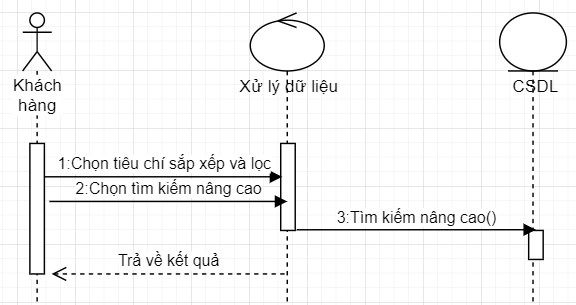 Khách
hàng
Xử lý dữ liệu
CSDL
1:Chọn tiêu chí sắp xếp và lọc
2:Chọn tìm kiếm nâng cao
3:Tìm kiếm nâng cao()
Trả về kết quả